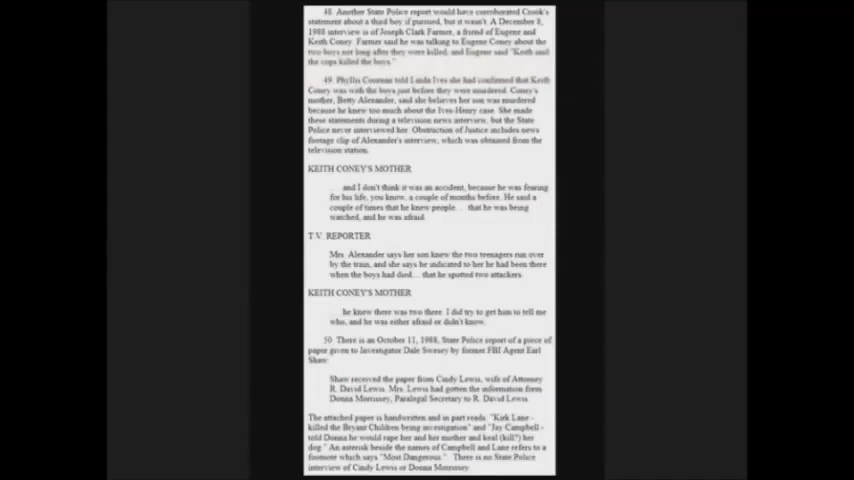 48. Another State Police report would have corroborated Crook's
statement about a third boy if pursued, but it wasn't. A December 8,
1988 interview is of Joseph Clark Farmer, a friend of Eugene and
Keith Coney. Farmer said he was talking to Eugene Coney about the
two boys not long after they were killed, and Eugene said "Keith said
the cops killed the boys."
49. Phyllis Cournan told Linda Ives she had confirmed that Keith
Coney was with the boys just before they were murdered. Coney's
mother, Betty Alexander, said she believes her son was murdered
because he knew too much about the Ives-Henry case. She made
these statements during a television news interview, but the State
Police never interviewed her. Obstruction of Justice includes news
footage clip of Alexander's interview, which was obtained from the
television station.
KEITH CONEY'S MOTHER
... and I don't think it was an accident, because he was fearing
for his life, you know, a couple of months before. He said a
couple of times that he knew people... that he was being
watched, and he was afraid.
T.V. REPORTER
Mrs. Alexander says her son knew the two teenagers run over
by the train, and she says he indicated to her he had been there
when the boys had died... that he spotted two attackers.
KEITH CONEY'S MOTHER
... he knew there was two there. I did try to get him to tell me
who, and he was either afraid or didn't know.
50. There is an October 11, 1988, State Police report of a piece of
paper given to Investigator Dale Swesey by former FBI Agent Earl
Shaw:
Shaw received the paper from Cindy Lewis, wife of Attorney
R. David Lewis. Mrs. Lewis had gotten the information from
Donna Morrissey, Paralegal Secretary to R. David Lewis.
The attached paper is handwritten and in part reads: "Kirk Lane -
killed the Bryant Children being investigation" and "Jay Campbell -
told Donna he would rape her and her mother and keal (kill?) her
dog." An asterisk beside the names of Campbell and Lane refers to a
footnote which says "Most Dangerous." There is no State Police
interview of Cindy Lewis or Donna Morrissey.